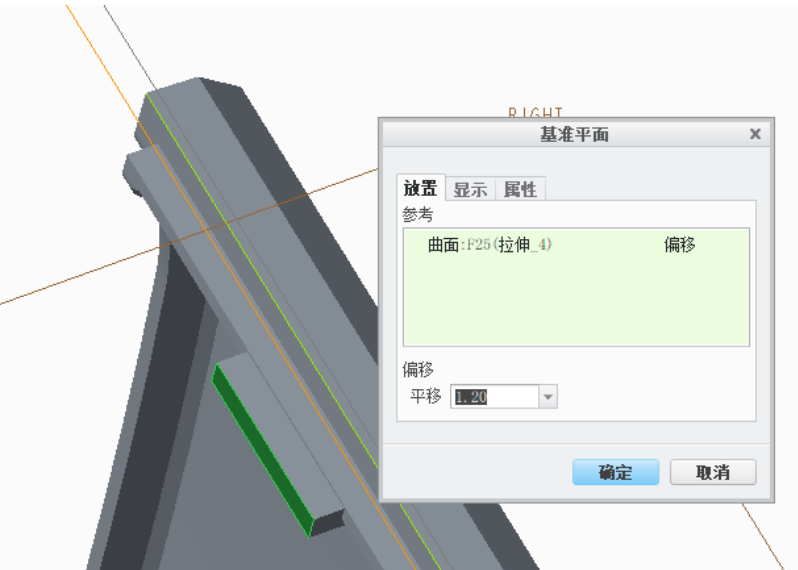 RIGHT
基准平面
放置 显示 属性
参考
曲面:F25(拉伸_4) 偏移
偏移
平移 1.20
确定 取消